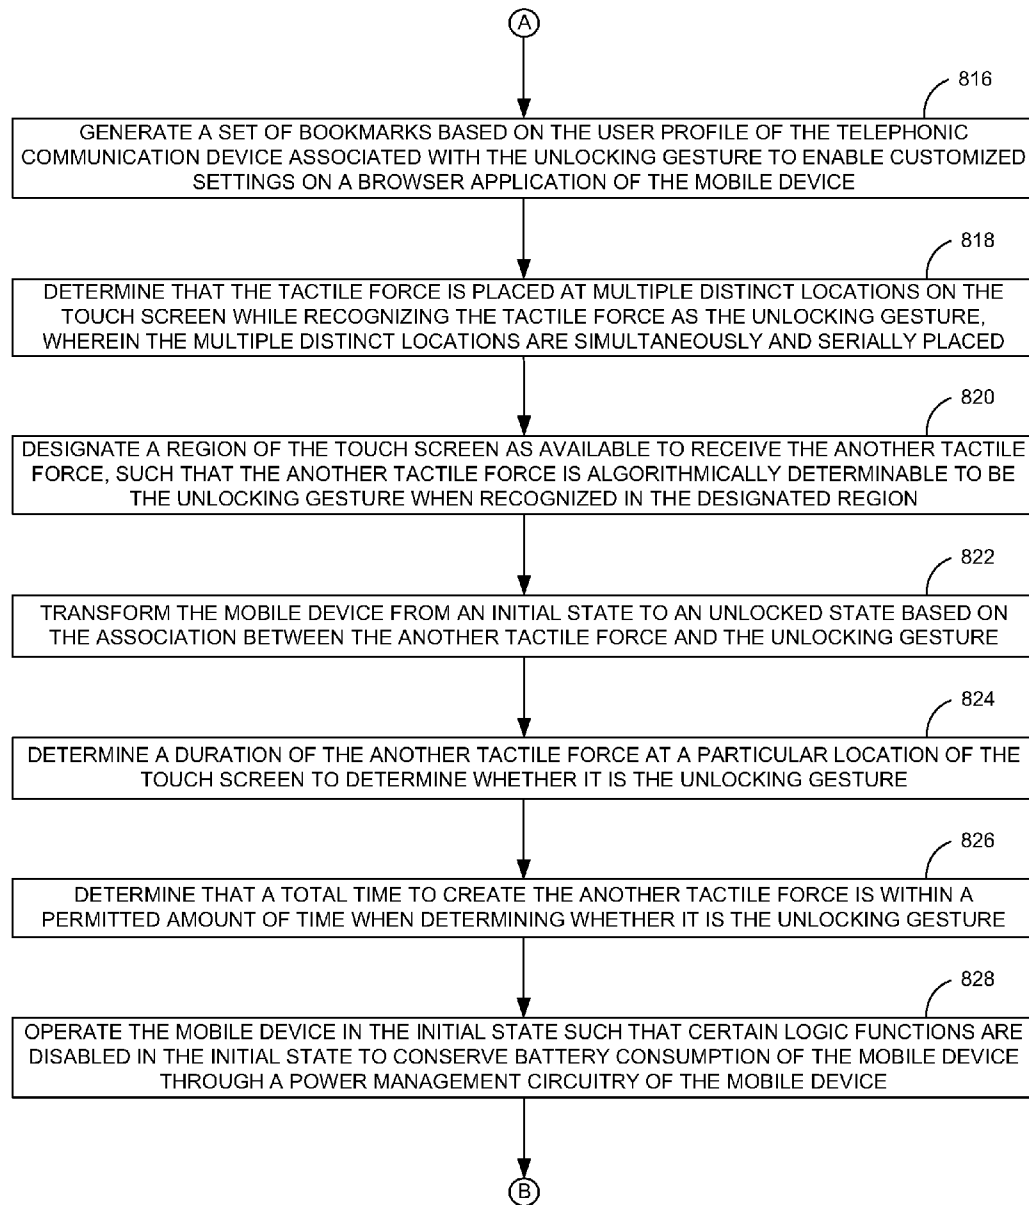 A
816
GENERATE A SET OF BOOKMARKS BASED ON THE USER PROFILE OF THE TELEPHONIC
COMMUNICATION DEVICE ASSOCIATED WITH THE UNLOCKING GESTURE TO ENABLE CUSTOMIZED
SETTINGS ON A BROWSER APPLICATION OF THE MOBILE DEVICE
818
DETERMINE THAT THE TACTILE FORCE IS PLACED AT MULTIPLE DISTINCT LOCATIONS ON THE
TOUCH SCREEN WHILE RECOGNIZING THE TACTILE FORCE AS THE UNLOCKING GESTURE,
WHEREIN THE MULTIPLE DISTINCT LOCATIONS ARE SIMULTANEOUSLY AND SERIALLY PLACED
820
DESIGNATE A REGION OF THE TOUCH SCREEN AS AVAILABLE TO RECEIVE THE ANOTHER TACTILE
FORCE, SUCH THAT THE ANOTHER TACTILE FORCE IS ALGORITHMICALLY DETERMINABLE TO BE
THE UNLOCKING GESTURE WHEN RECOGNIZED IN THE DESIGNATED REGION
822
TRANSFORM THE MOBILE DEVICE FROM AN INITIAL STATE TO AN UNLOCKED STATE BASED ON
THE ASSOCIATION BETWEEN THE ANOTHER TACTILE FORCE AND THE UNLOCKING GESTURE
824
DETERMINE A DURATION OF THE ANOTHER TACTILE FORCE AT A PARTICULAR LOCATION OF THE
TOUCH SCREEN TO DETERMINE WHETHER IT IS THE UNLOCKING GESTURE
826
DETERMINE THAT A TOTAL TIME TO CREATE THE ANOTHER TACTILE FORCE IS WITHIN A
PERMITTED AMOUNT OF TIME WHEN DETERMINING WHETHER IT IS THE UNLOCKING GESTURE
828
OPERATE THE MOBILE DEVICE IN THE INITIAL STATE SUCH THAT CERTAIN LOGIC FUNCTIONS ARE
DISABLED IN THE INITIAL STATE TO CONSERVE BATTERY CONSUMPTION OF THE MOBILE DEVICE
THROUGH A POWER MANAGEMENT CIRCUITRY OF THE MOBILE DEVICE
B